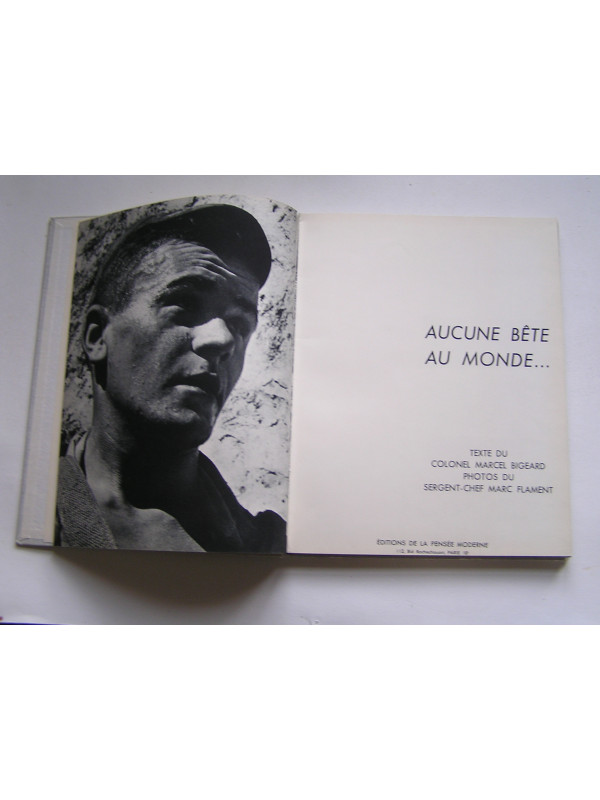 AUCUNE BÊTE
AU MONDE...
TEXTE DU
COLONEL MARCEL BIGEARD
PHOTOS DU
SERGENT-CHEF MARC FLAMENT
ÉDITIONS DE LA PENSÉE MODERNE
PARIS